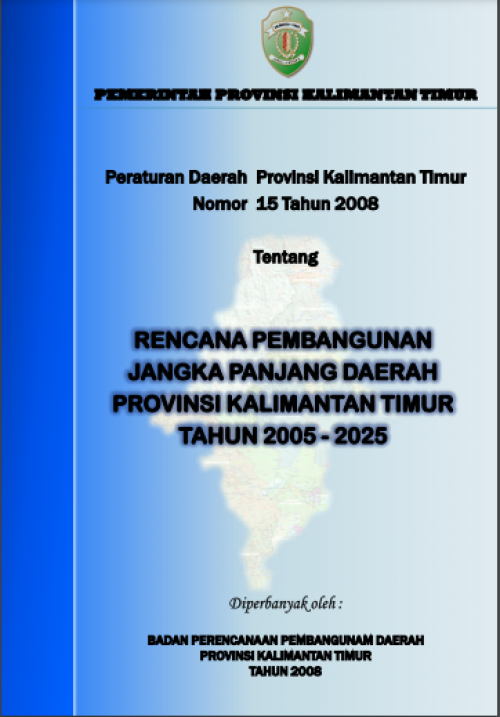 PEMERINTAH PROVINSI KALIMANTAN TIMUR
Peraturan Daerah Provinsi Kalimantan Timur
Nomor 15 Tahun 2008
Tentang
RENCANA PEMBANGUNAN
JANGKA PANJANG DAERAH
PROVINSI KALIMANTAN TIMUR
TAHUN 2005 - 2025
Diperbanyak oleh :
BADAN PERENCANAAN PEMBANGUNAM DAERAH
PROVINSI KALIMANTAN TIMUR
TAHUN 2008